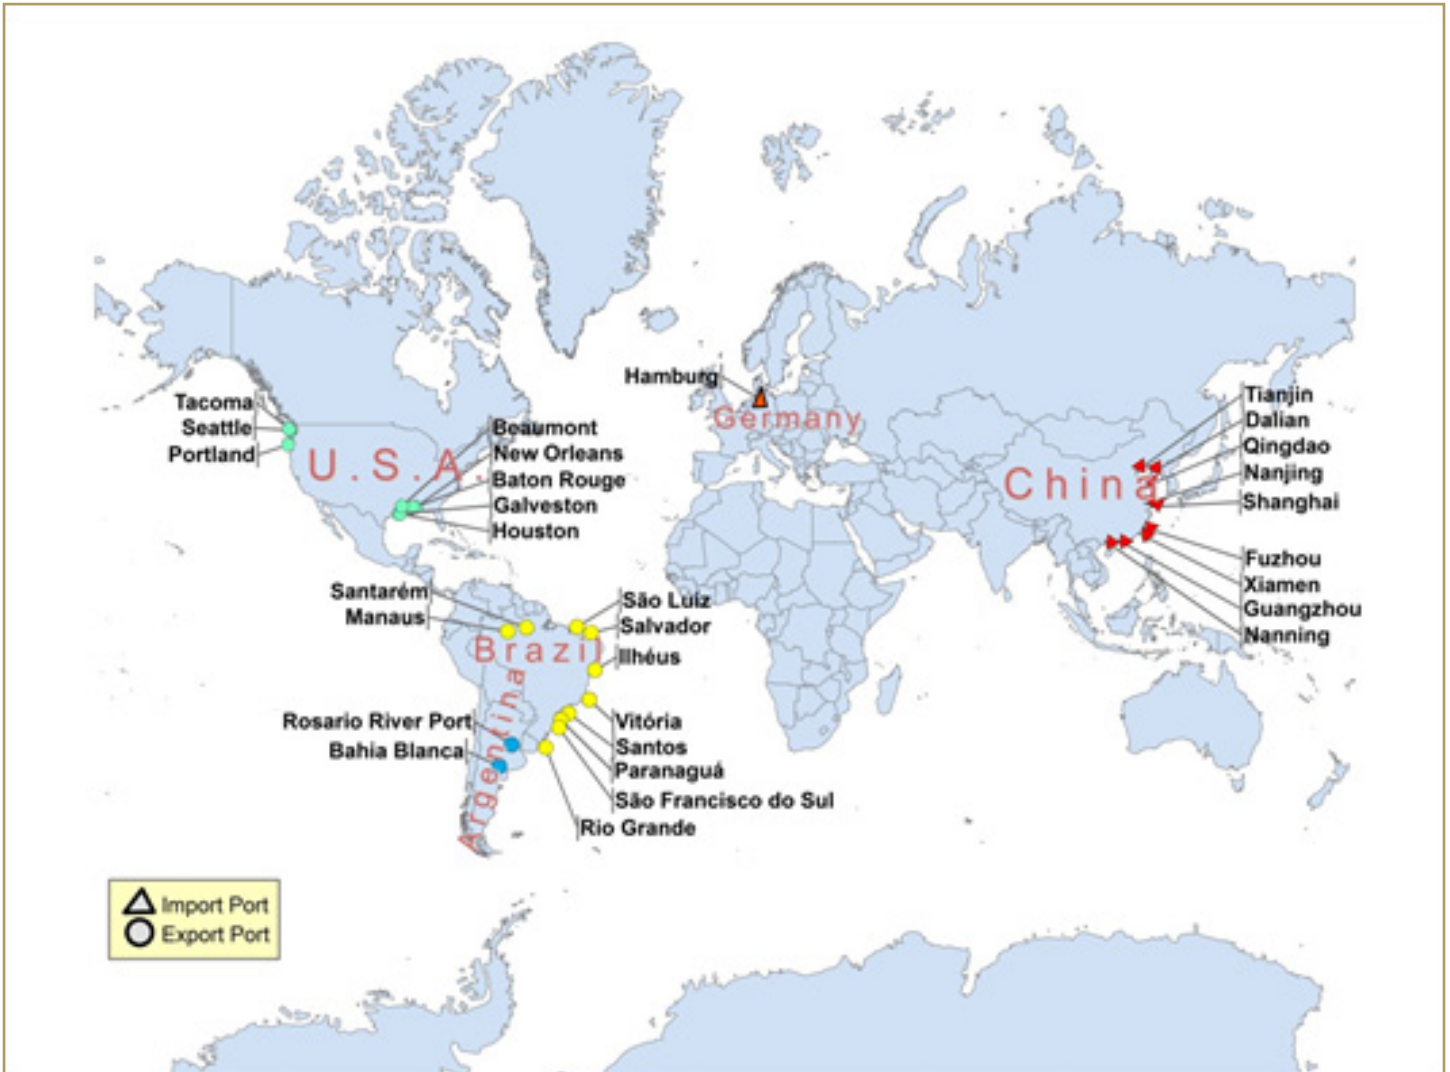 Hamburg
Germany
Tacoma
Seattle
Portland
U.S.A.
Beaumont
New Orleans
Baton Rouge
Galveston
Houston
China
Tianjin
Dalian
Qingdao
Nanjing
Shanghai
Fuzhou
Xiamen
Guangzhou
Nanning
Santarém
Manaus
São Luiz
Salvador
Brazil
Ilhéus
Argentina
Rosario River Port
Bahia Blanca
Vitória
Santos
Paranaguá
São Francisco do Sul
Rio Grande
Import Port
Export Port